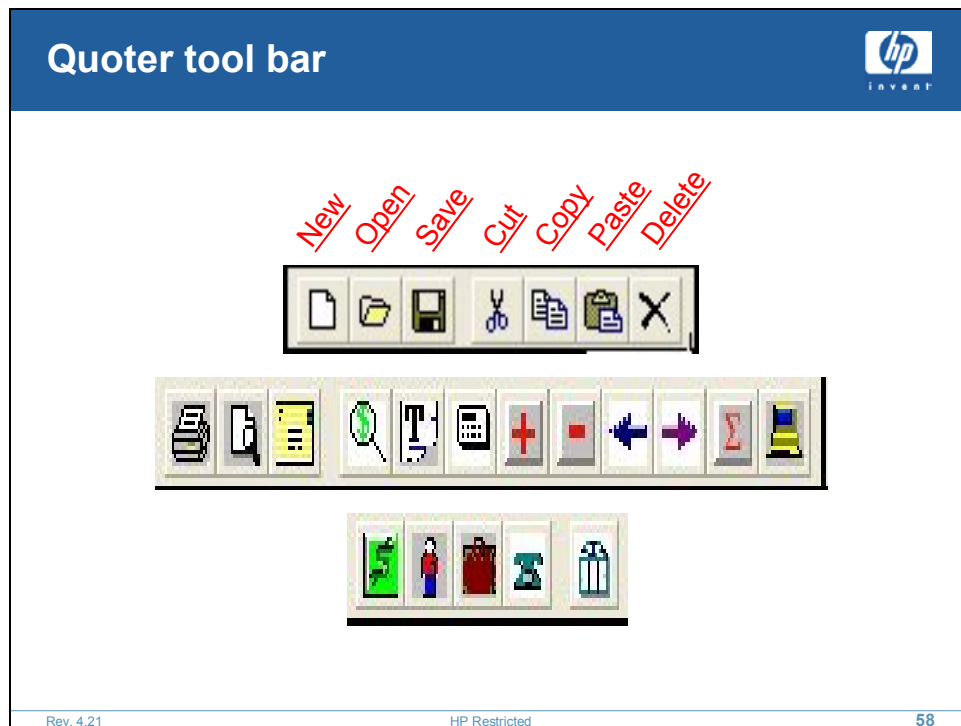 Quoter tool bar
hp
invent
New Open Save Cut Copy Paste Delete
Rev. 4.21 HP Restricted 58